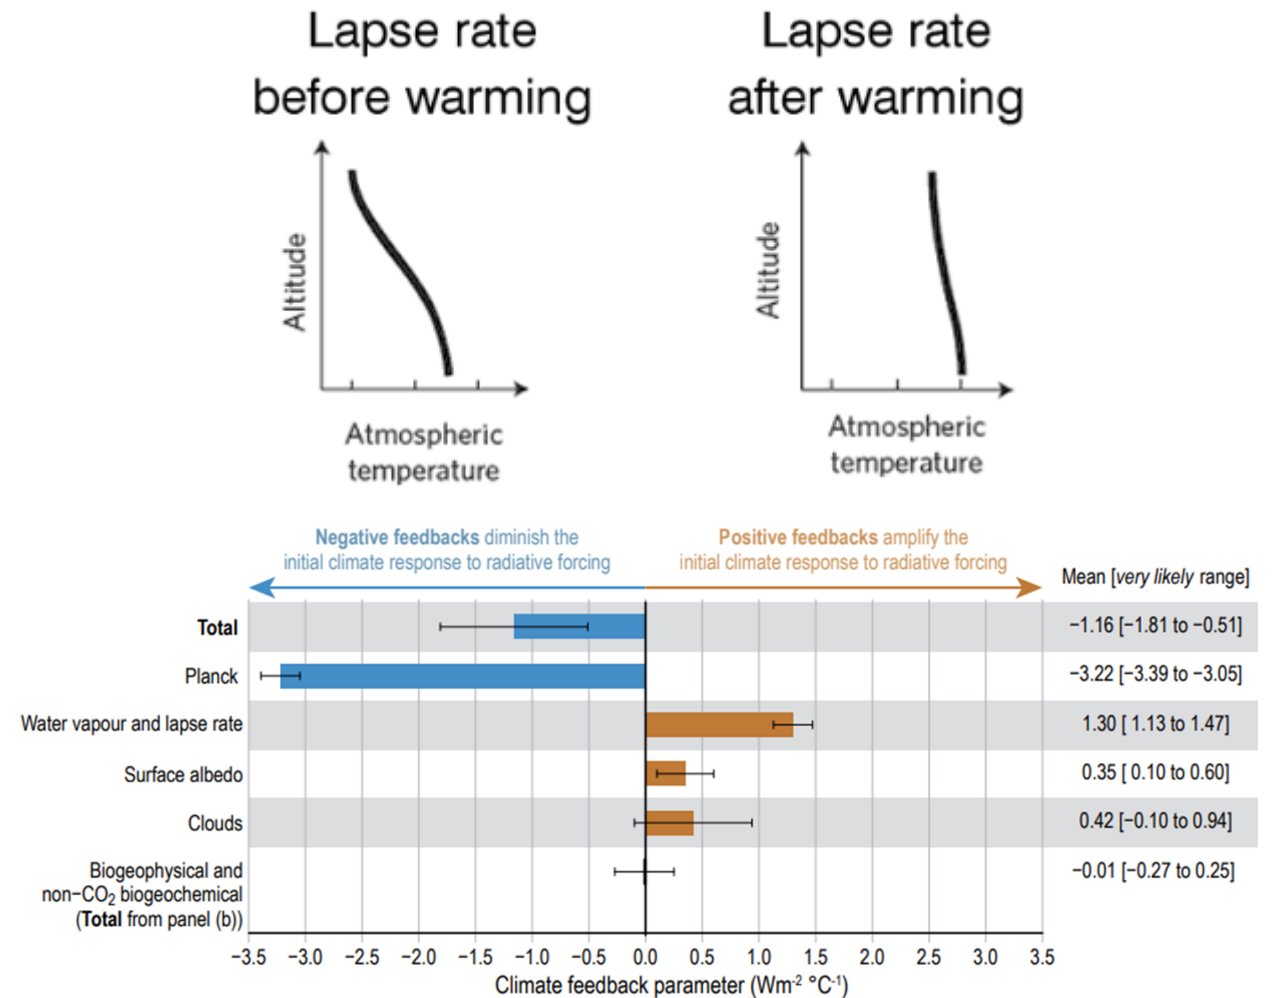 Lapse rate
before warming
Altitude
Atmospheric
temperature
Lapse rate
after warming
Altitude
Atmospheric
temperature
Negative feedbacks diminish the
initial climate response to radiative forcing
Positive feedbacks amplify the
initial climate response to radiative forcing
Mean [very likely range]
Total −1.16 [−1.81 to −0.51]
Planck −3.22 [−3.39 to −3.05]
Water vapour and lapse rate 1.30 [ 1.13 to 1.47]
Surface albedo 0.35 [ 0.10 to 0.60]
Clouds 0.42 [−0.10 to 0.94]
Biogeophysical and −0.01 [−0.27 to 0.25]
non−CO₂ biogeochemical
(Total from panel (b))
−3.5 −3.0 −2.5 −2.0 −1.5 −1.0 −0.5 0.0 0.5 1.0 1.5 2.0 2.5 3.0 3.5
Climate feedback parameter (Wm⁻² °C⁻¹)